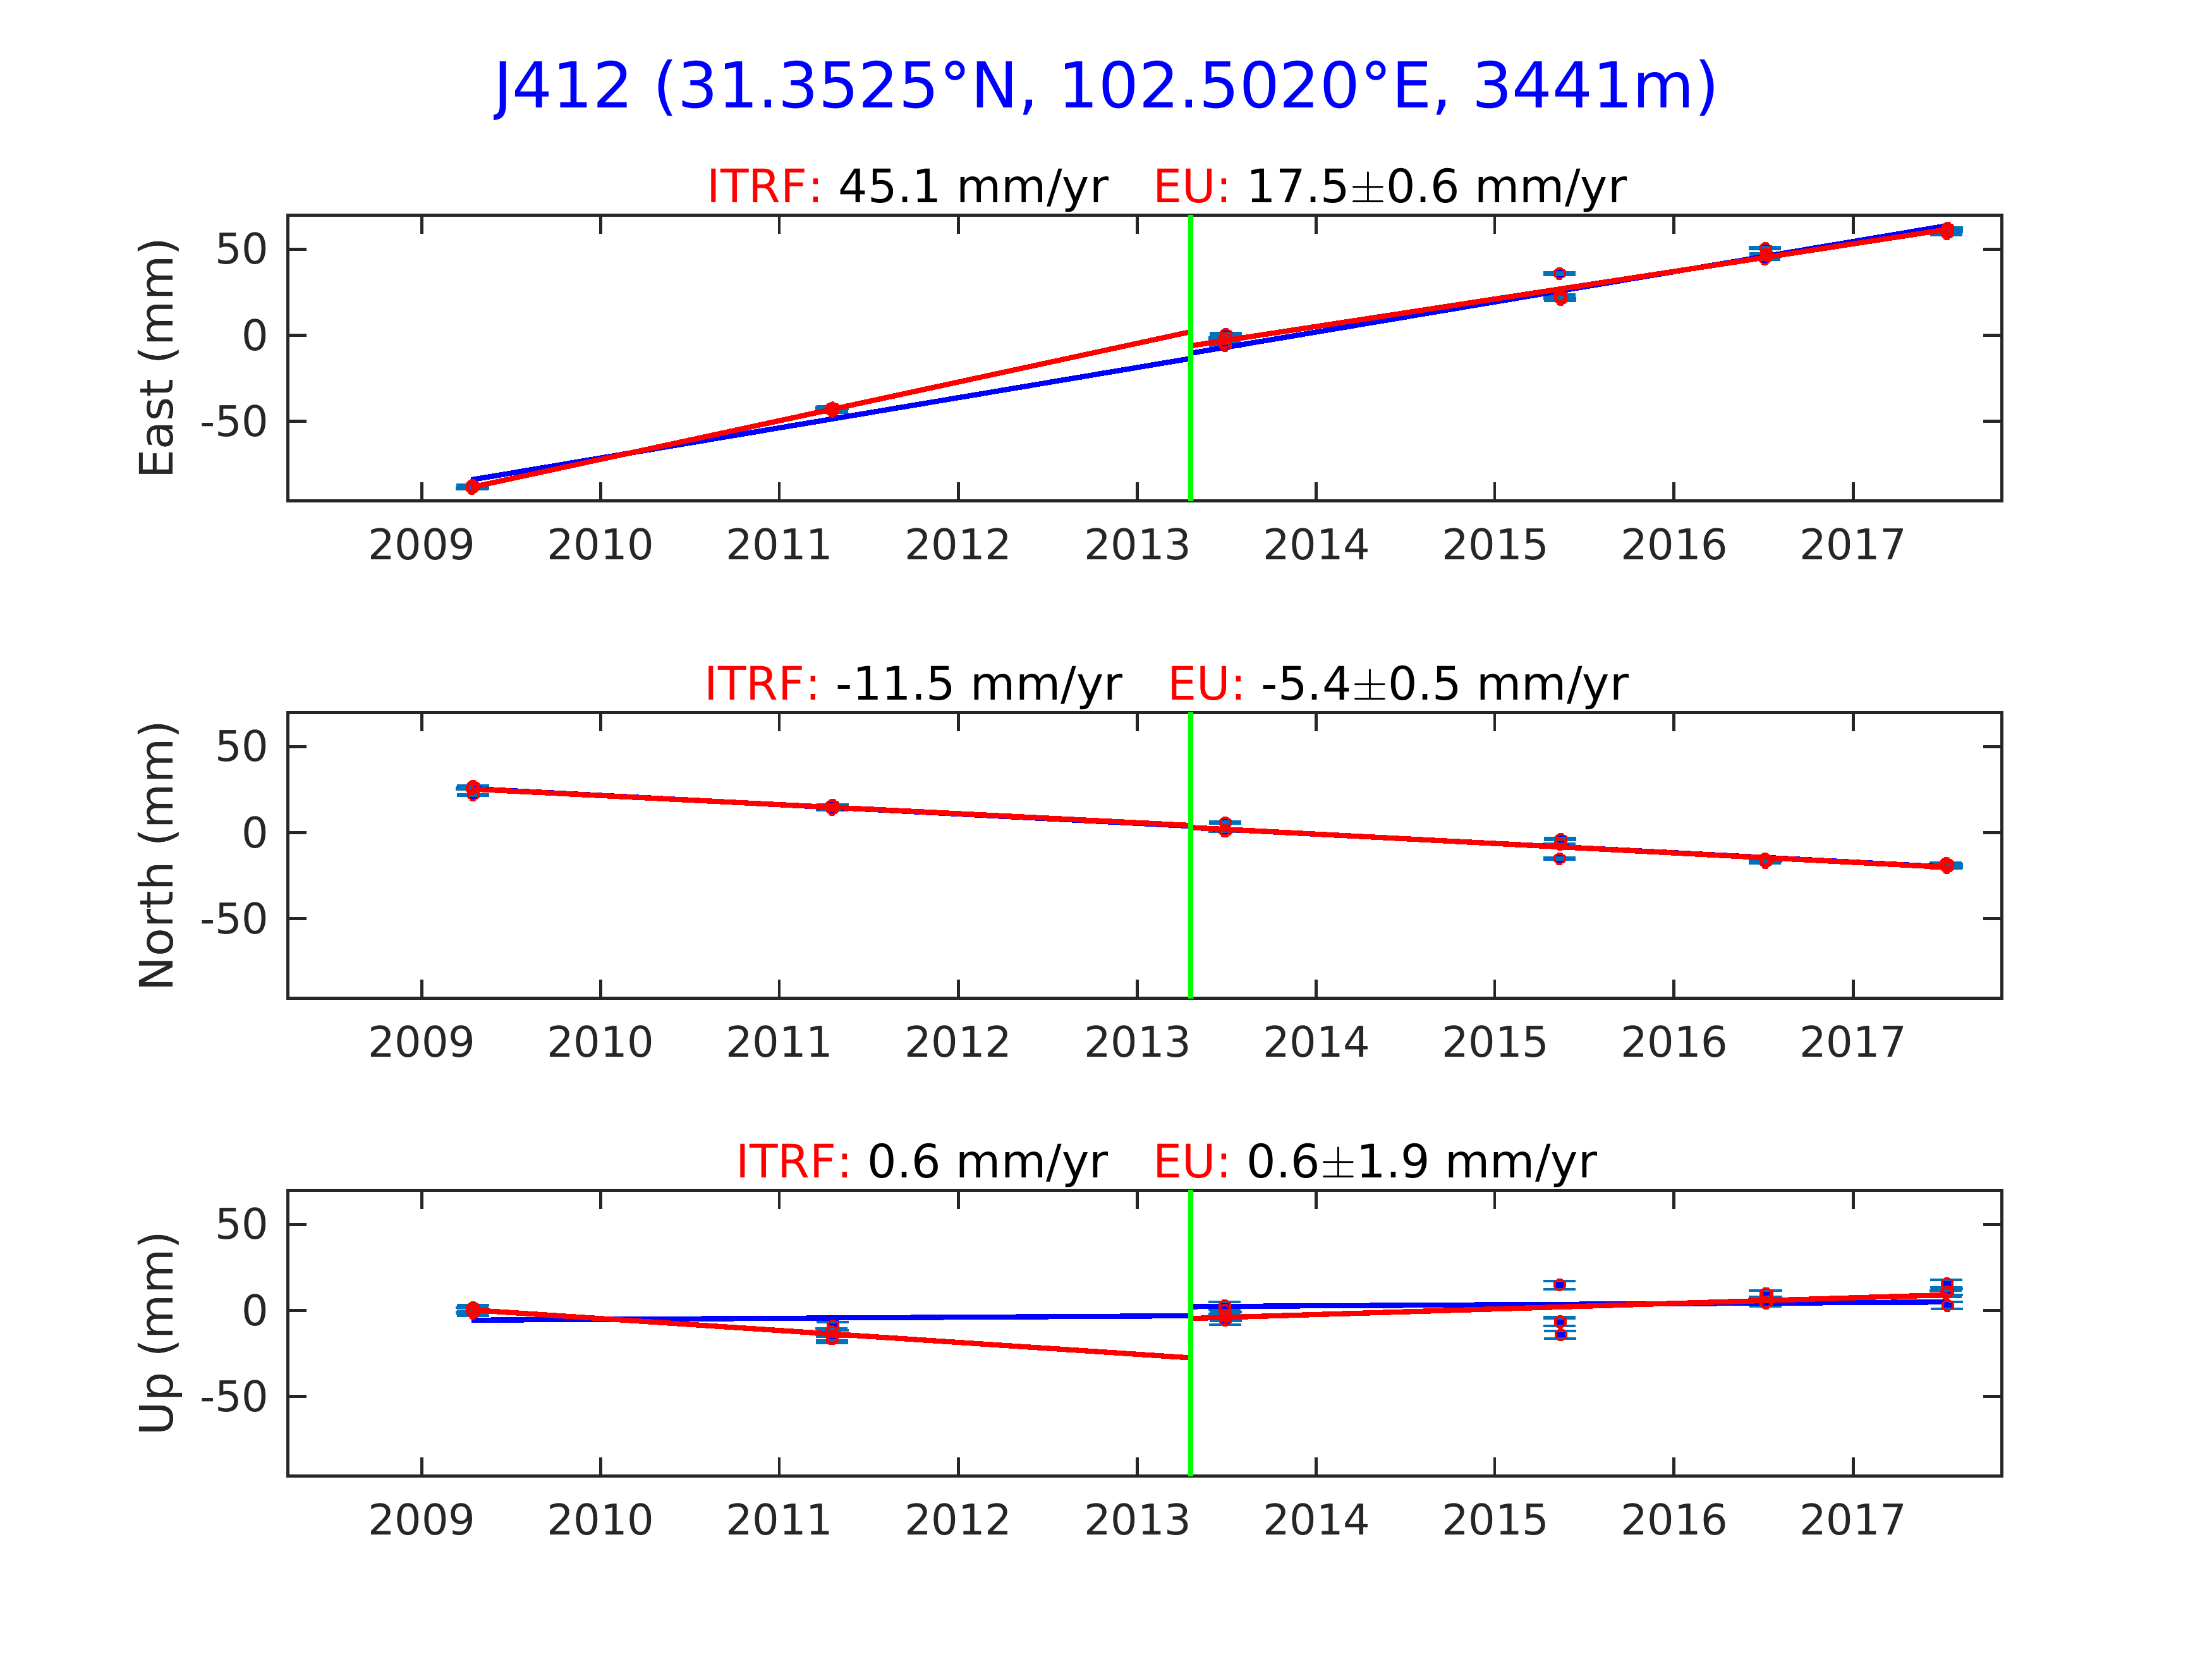 J412 (31.3525°N, 102.5020°E, 3441m)
ITRF: 45.1 mm/yr EU: 17.5±0.6 mm/yr
East (mm)
50
0
-50
2009 2010 2011 2012 2013 2014 2015 2016 2017
ITRF: -11.5 mm/yr EU: -5.4±0.5 mm/yr
North (mm)
50
0
-50
2009 2010 2011 2012 2013 2014 2015 2016 2017
ITRF: 0.6 mm/yr EU: 0.6±1.9 mm/yr
Up (mm)
50
0
-50
2009 2010 2011 2012 2013 2014 2015 2016 2017